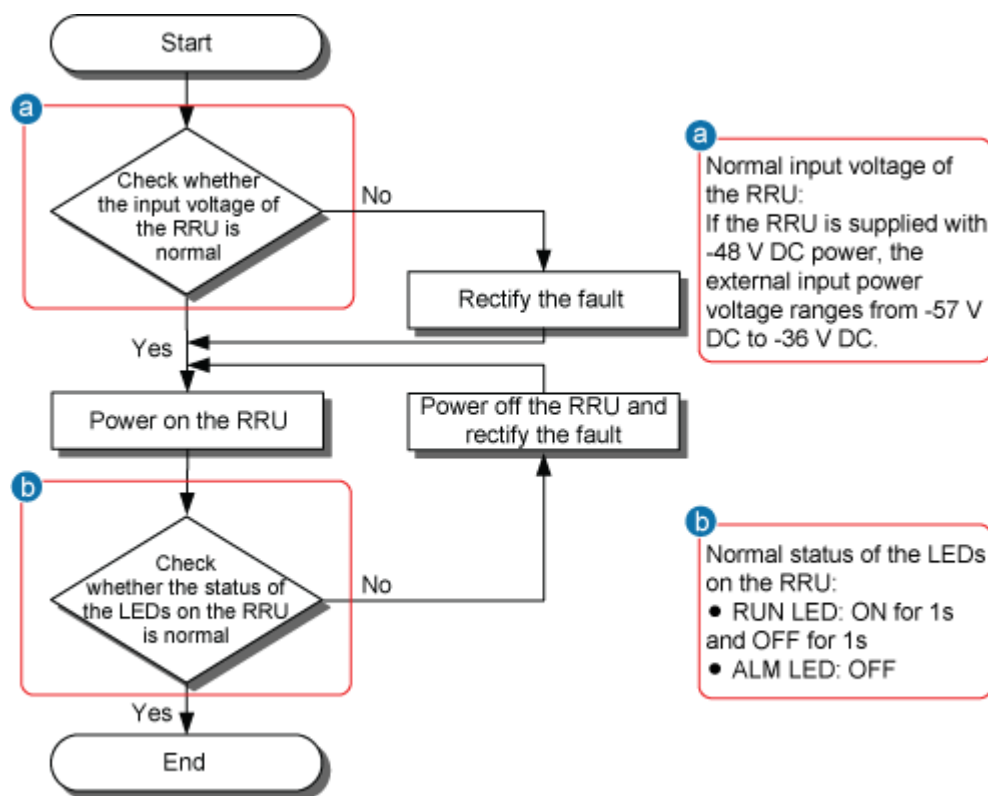 Start
a
Check whether
the input voltage of
the RRU is
normal
No
Rectify the fault
Yes
Power on the RRU
Power off the RRU and
rectify the fault
b
Check
whether the status of
the LEDs on the RRU
is normal
No
Yes
End
a
Normal input voltage of
the RRU:
If the RRU is supplied with
-48 V DC power, the
external input power
voltage ranges from -57 V
DC to -36 V DC.
b
Normal status of the LEDs
on the RRU:
● RUN LED: ON for 1s
and OFF for 1s
● ALM LED: OFF